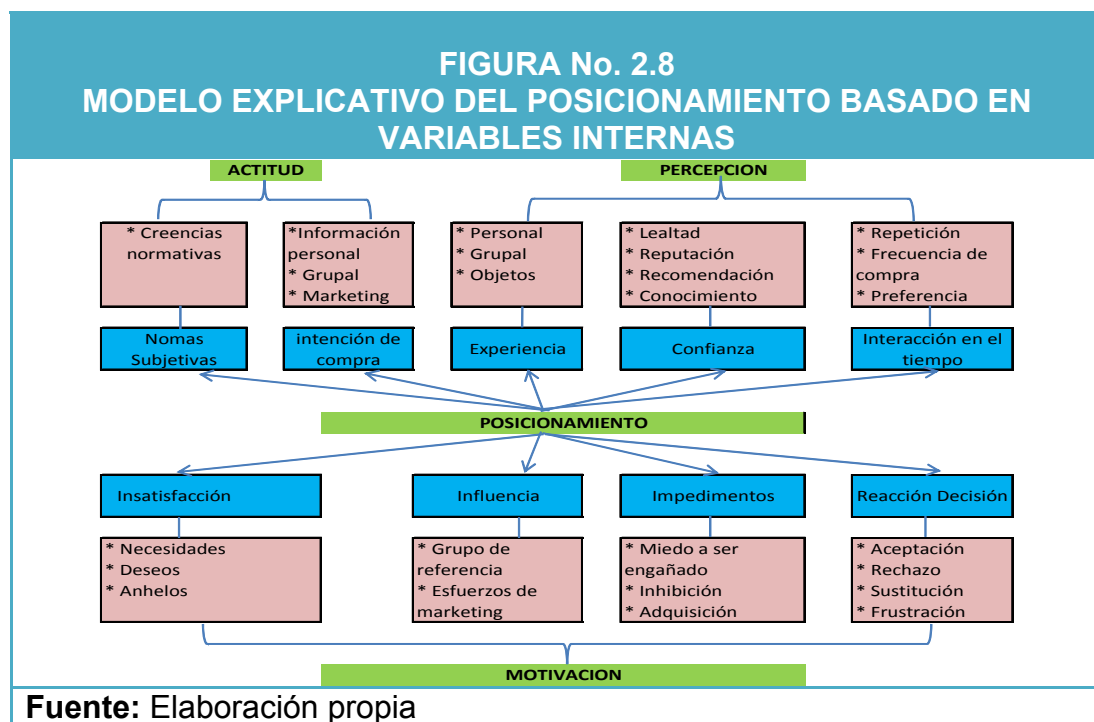 FIGURA No. 2.8
MODELO EXPLICATIVO DEL POSICIONAMIENTO BASADO EN
VARIABLES INTERNAS
ACTITUD
PERCEPCION
* Creencias
normativas
*Información
personal
* Grupal
* Marketing
* Personal
* Grupal
* Objetos
* Lealtad
* Reputación
* Recomendación
* Conocimiento
* Repetición
* Frecuencia de
compra
* Preferencia
Nomas
Subjetivas
intención de
compra
Experiencia
Confianza
Interacción en el
tiempo
POSICIONAMIENTO
Insatisfacción
Influencia
Impedimentos
Reacción Decisión
* Necesidades
* Deseos
* Anhelos
* Grupo de
referencia
* Esfuerzos de
marketing
* Miedo a ser
engañado
* Inhibición
* Adquisición
* Aceptación
* Rechazo
* Sustitución
* Frustración
MOTIVACION
Fuente: Elaboración propia